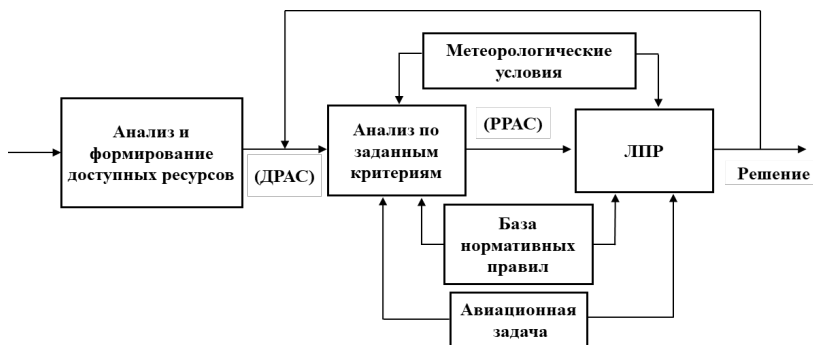 Метеорологические
условия
Анализ и
формирование
доступных ресурсов
(ДРАС)
Анализ по
заданным
критериям
(РРАС)
ЛПР
Решение
База
нормативных
правил
Авиационная
задача